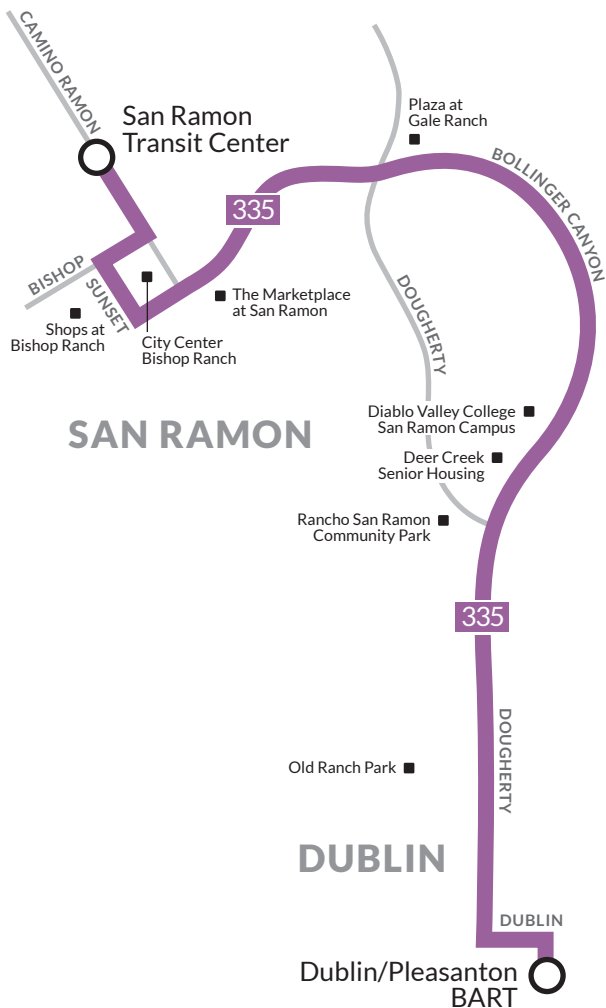 CAMINO RAMON
San Ramon
Transit Center
Plaza at
Gale Ranch
BOLLINGER CANYON
335
BISHOP
SUNSET
The Marketplace
at San Ramon
Shops at
Bishop Ranch
City Center
Bishop Ranch
DOUGHERTY
SAN RAMON
Diablo Valley College
San Ramon Campus
Deer Creek
Senior Housing
Rancho San Ramon
Community Park
335
DOUGHERTY
Old Ranch Park
DUBLIN
DUBLIN
Dublin/Pleasanton
BART